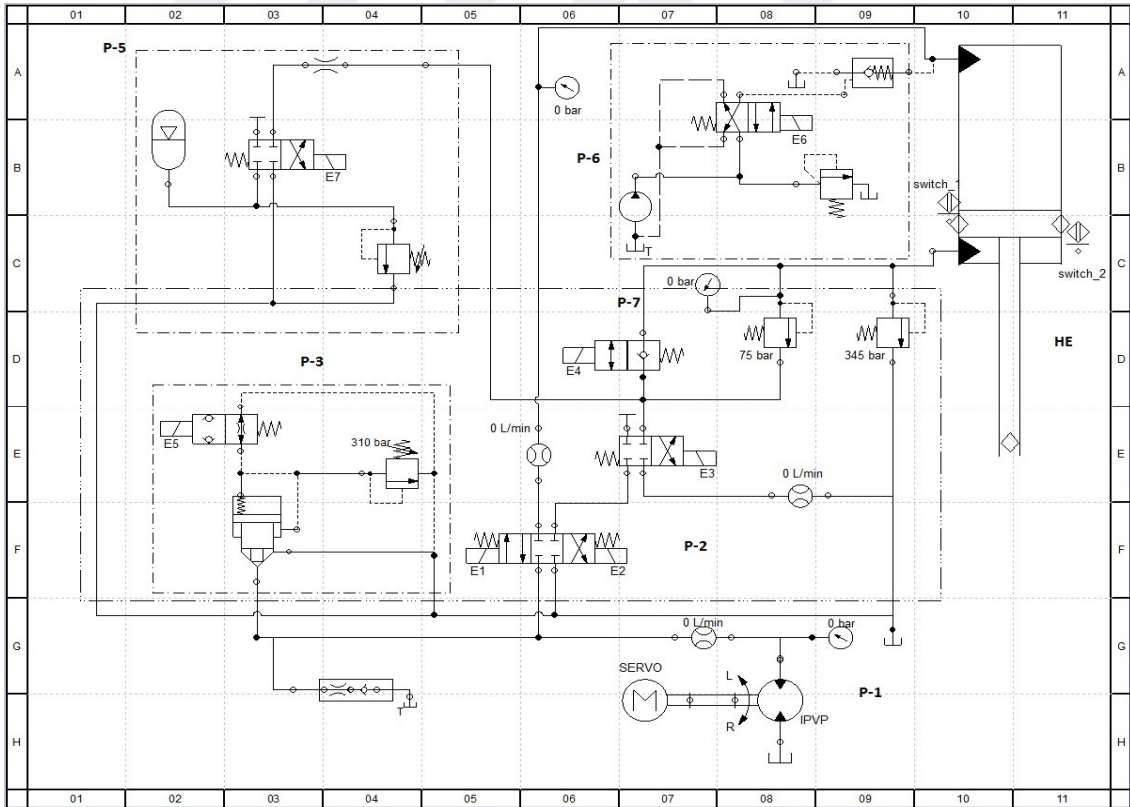 01 02 03 04 05 06 07 08 09 10 11
P-5
A A
0 bar
E6
P-6
B B
E7
switch_1
T
C C
switch_2
0 bar
P-7
HE
D D
75 bar 345 bar
P-3
E4
0 L/min
310 bar
E5
E E
E3
0 L/min
P-2
F F
E1 E2
0 L/min 0 bar
G G
SERVO L
P-1
M
T
IPVP
R
H H
01 02 03 04 05 06 07 08 09 10 11